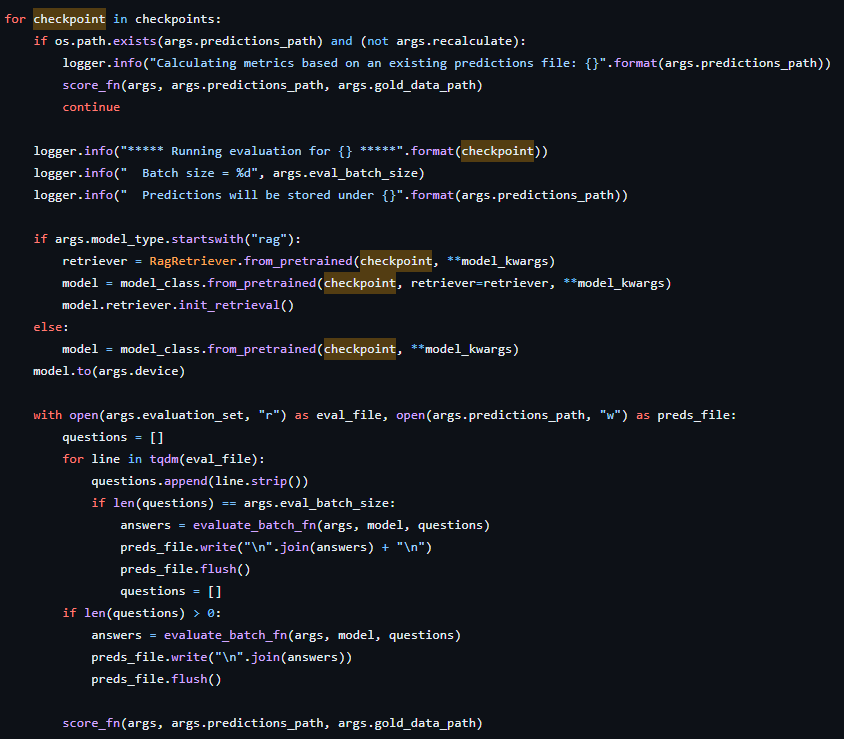 for checkpoint in checkpoints:
    if os.path.exists(args.predictions_path) and (not args.recalculate):
        logger.info("Calculating metrics based on an existing predictions file: {}".format(args.predictions_path))
        score_fn(args, args.predictions_path, args.gold_data_path)
        continue

    logger.info("***** Running evaluation for {} *****".format(checkpoint))
    logger.info("  Batch size = %d", args.eval_batch_size)
    logger.info("  Predictions will be stored under {}".format(args.predictions_path))

    if args.model_type.startswith("rag"):
        retriever = RagRetriever.from_pretrained(checkpoint, **model_kwargs)
        model = model_class.from_pretrained(checkpoint, retriever=retriever, **model_kwargs)
        model.retriever.init_retrieval()
    else:
        model = model_class.from_pretrained(checkpoint, **model_kwargs)
    model.to(args.device)

    with open(args.evaluation_set, "r") as eval_file, open(args.predictions_path, "w") as preds_file:
        questions = []
        for line in tqdm(eval_file):
            questions.append(line.strip())
            if len(questions) == args.eval_batch_size:
                answers = evaluate_batch_fn(args, model, questions)
                preds_file.write("\n".join(answers) + "\n")
                preds_file.flush()
                questions = []
        if len(questions) > 0:
            answers = evaluate_batch_fn(args, model, questions)
            preds_file.write("\n".join(answers))
            preds_file.flush()

        score_fn(args, args.predictions_path, args.gold_data_path)